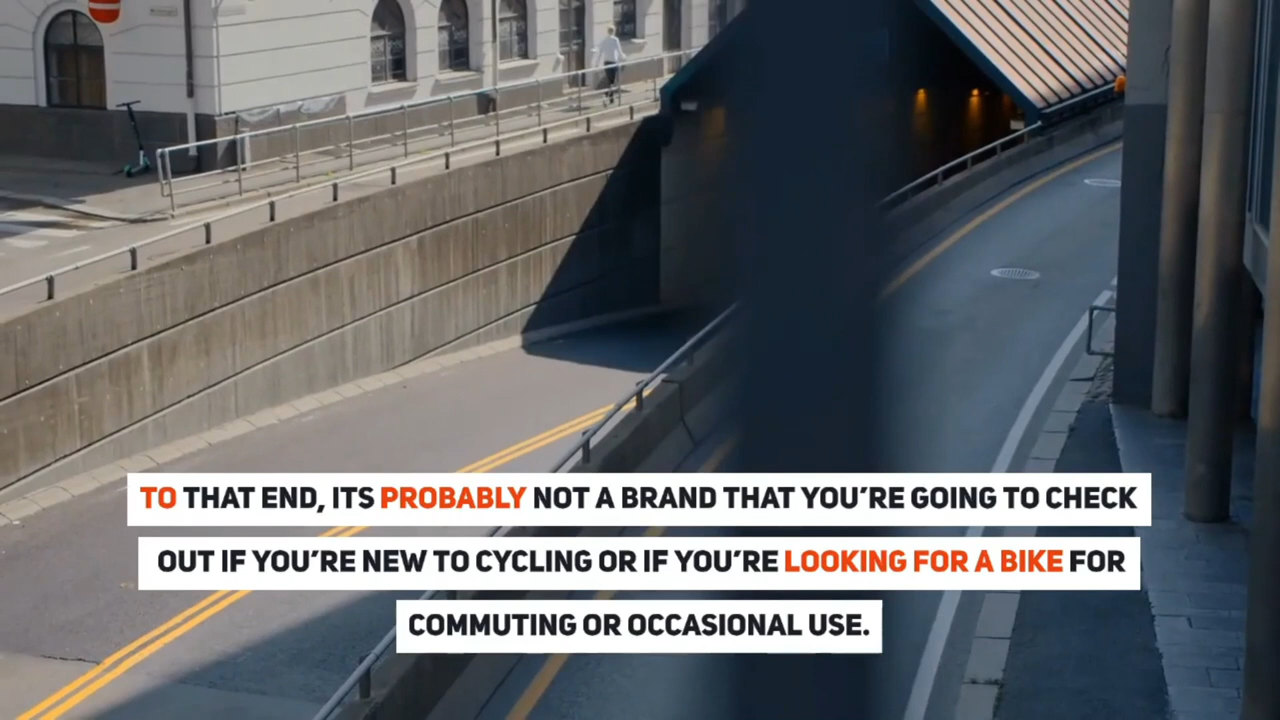 TO THAT END, ITS PROBABLY NOT A BRAND THAT YOU'RE GOING TO CHECK
OUT IF YOU'RE NEW TO CYCLING OR IF YOU'RE LOOKING FOR A BIKE FOR
COMMUTING OR OCCASIONAL USE.